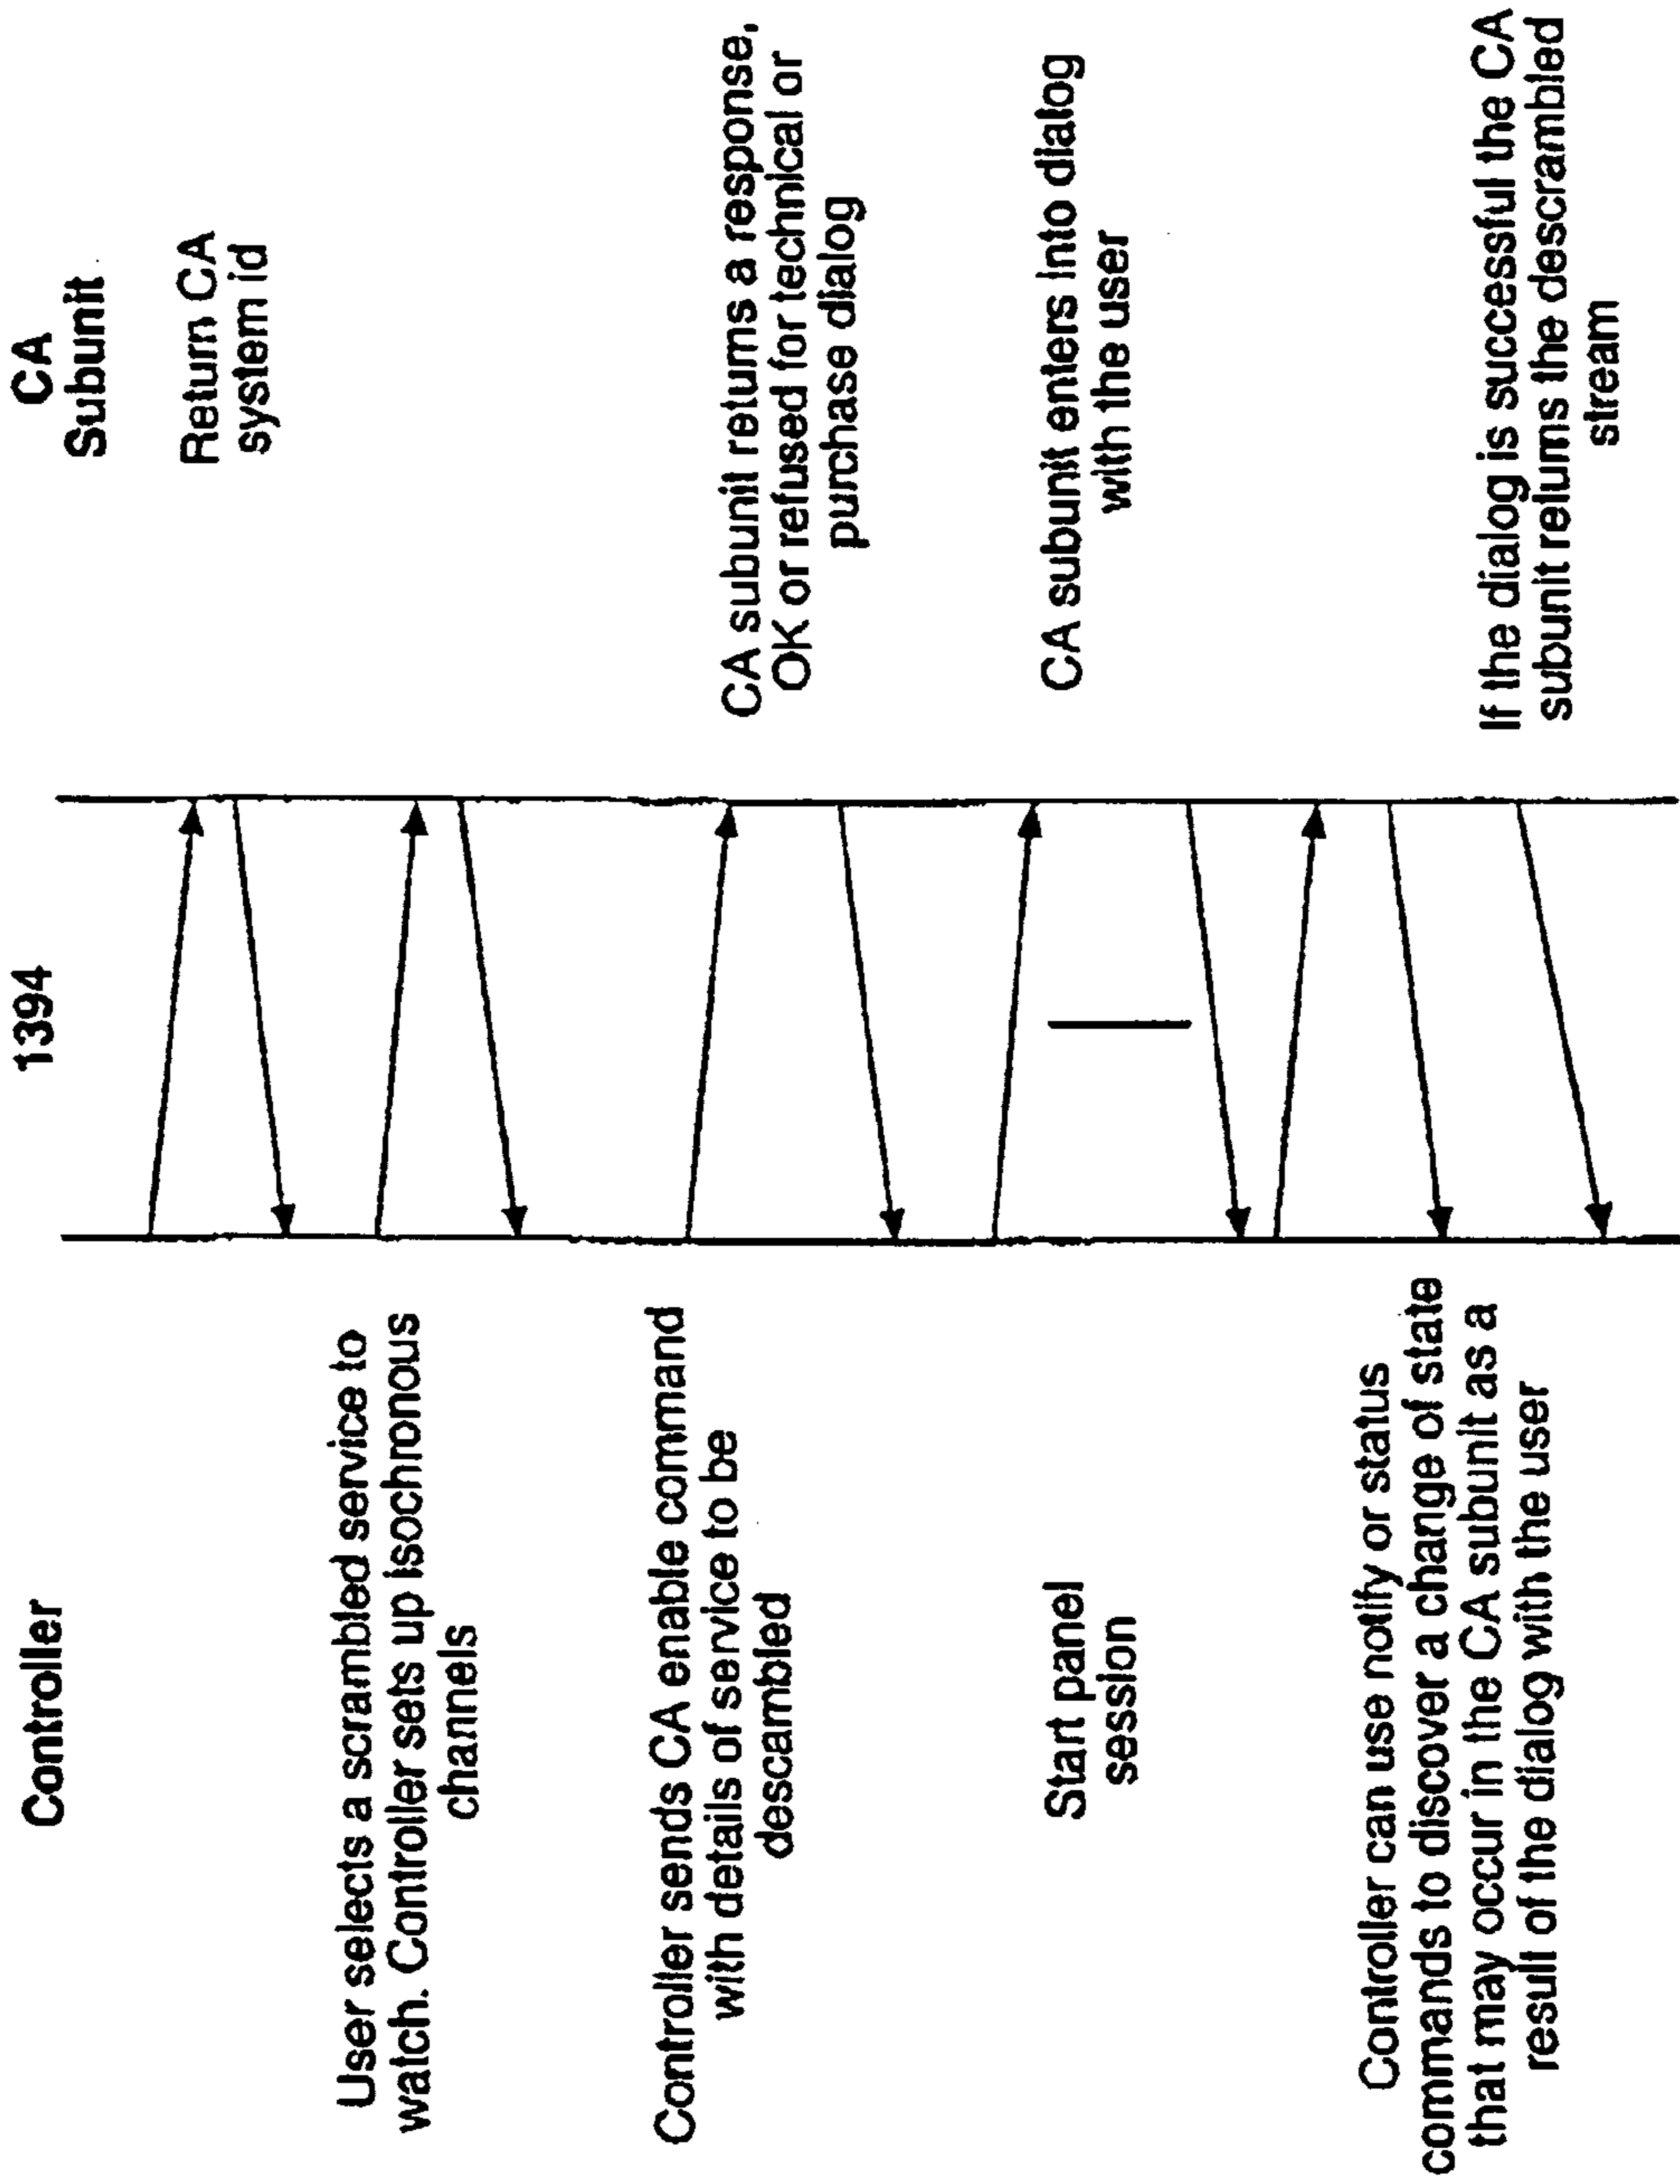 Controller
1394
CA
Subunit
Return CA
system id
User selects a scrambled service to
watch. Controller sets up isochronous
channels
Controller sends CA enable command
with details of service to be
descambled
CA subunit returns a response,
OK or refused for technical or
purchase dialog
Start panel
session
CA subunit enters into dialog
with the user
Controller can use notify or status
commands to discover a change of state
that may occur in the CA subunit as a
result of the dialog with the user
If the dialog is successful the CA
subunit returns the descrambled
stream